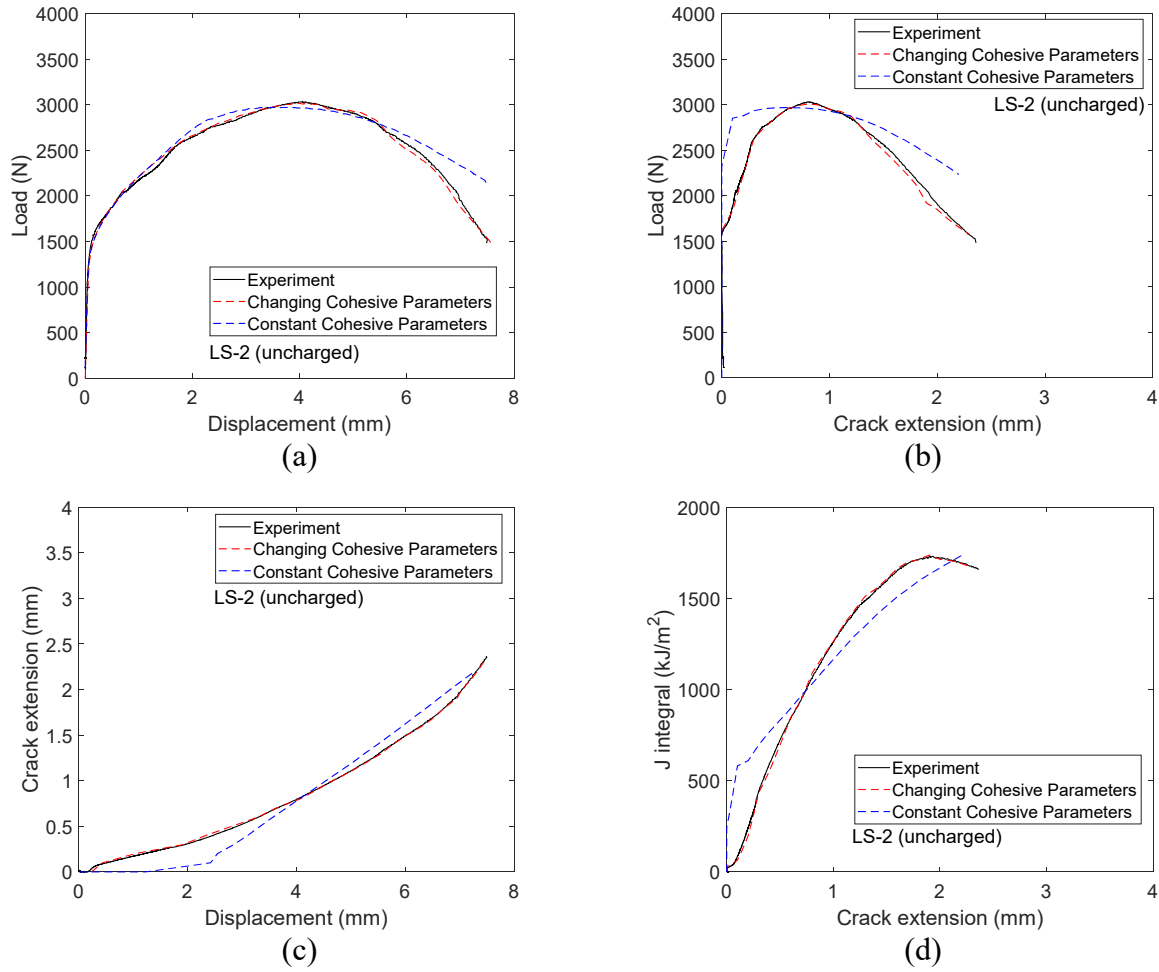 4000
3500
3000
2500
2000
1500
1000
500
0
Load (N)
Experiment
Changing Cohesive Parameters
Constant Cohesive Parameters
LS-2 (uncharged)
0 2 4 6 8
Displacement (mm)
(a)
4000
3500
3000
2500
2000
1500
1000
500
0
Load (N)
Experiment
Changing Cohesive Parameters
Constant Cohesive Parameters
LS-2 (uncharged)
0 1 2 3 4
Crack extension (mm)
(b)
4
3.5
3
2.5
2
1.5
1
0.5
0
Crack extension (mm)
Experiment
Changing Cohesive Parameters
Constant Cohesive Parameters
LS-2 (uncharged)
0 2 4 6 8
Displacement (mm)
(c)
2000
1500
1000
500
0
J integral (kJ/m²)
Experiment
Changing Cohesive Parameters
Constant Cohesive Parameters
LS-2 (uncharged)
0 1 2 3 4
Crack extension (mm)
(d)